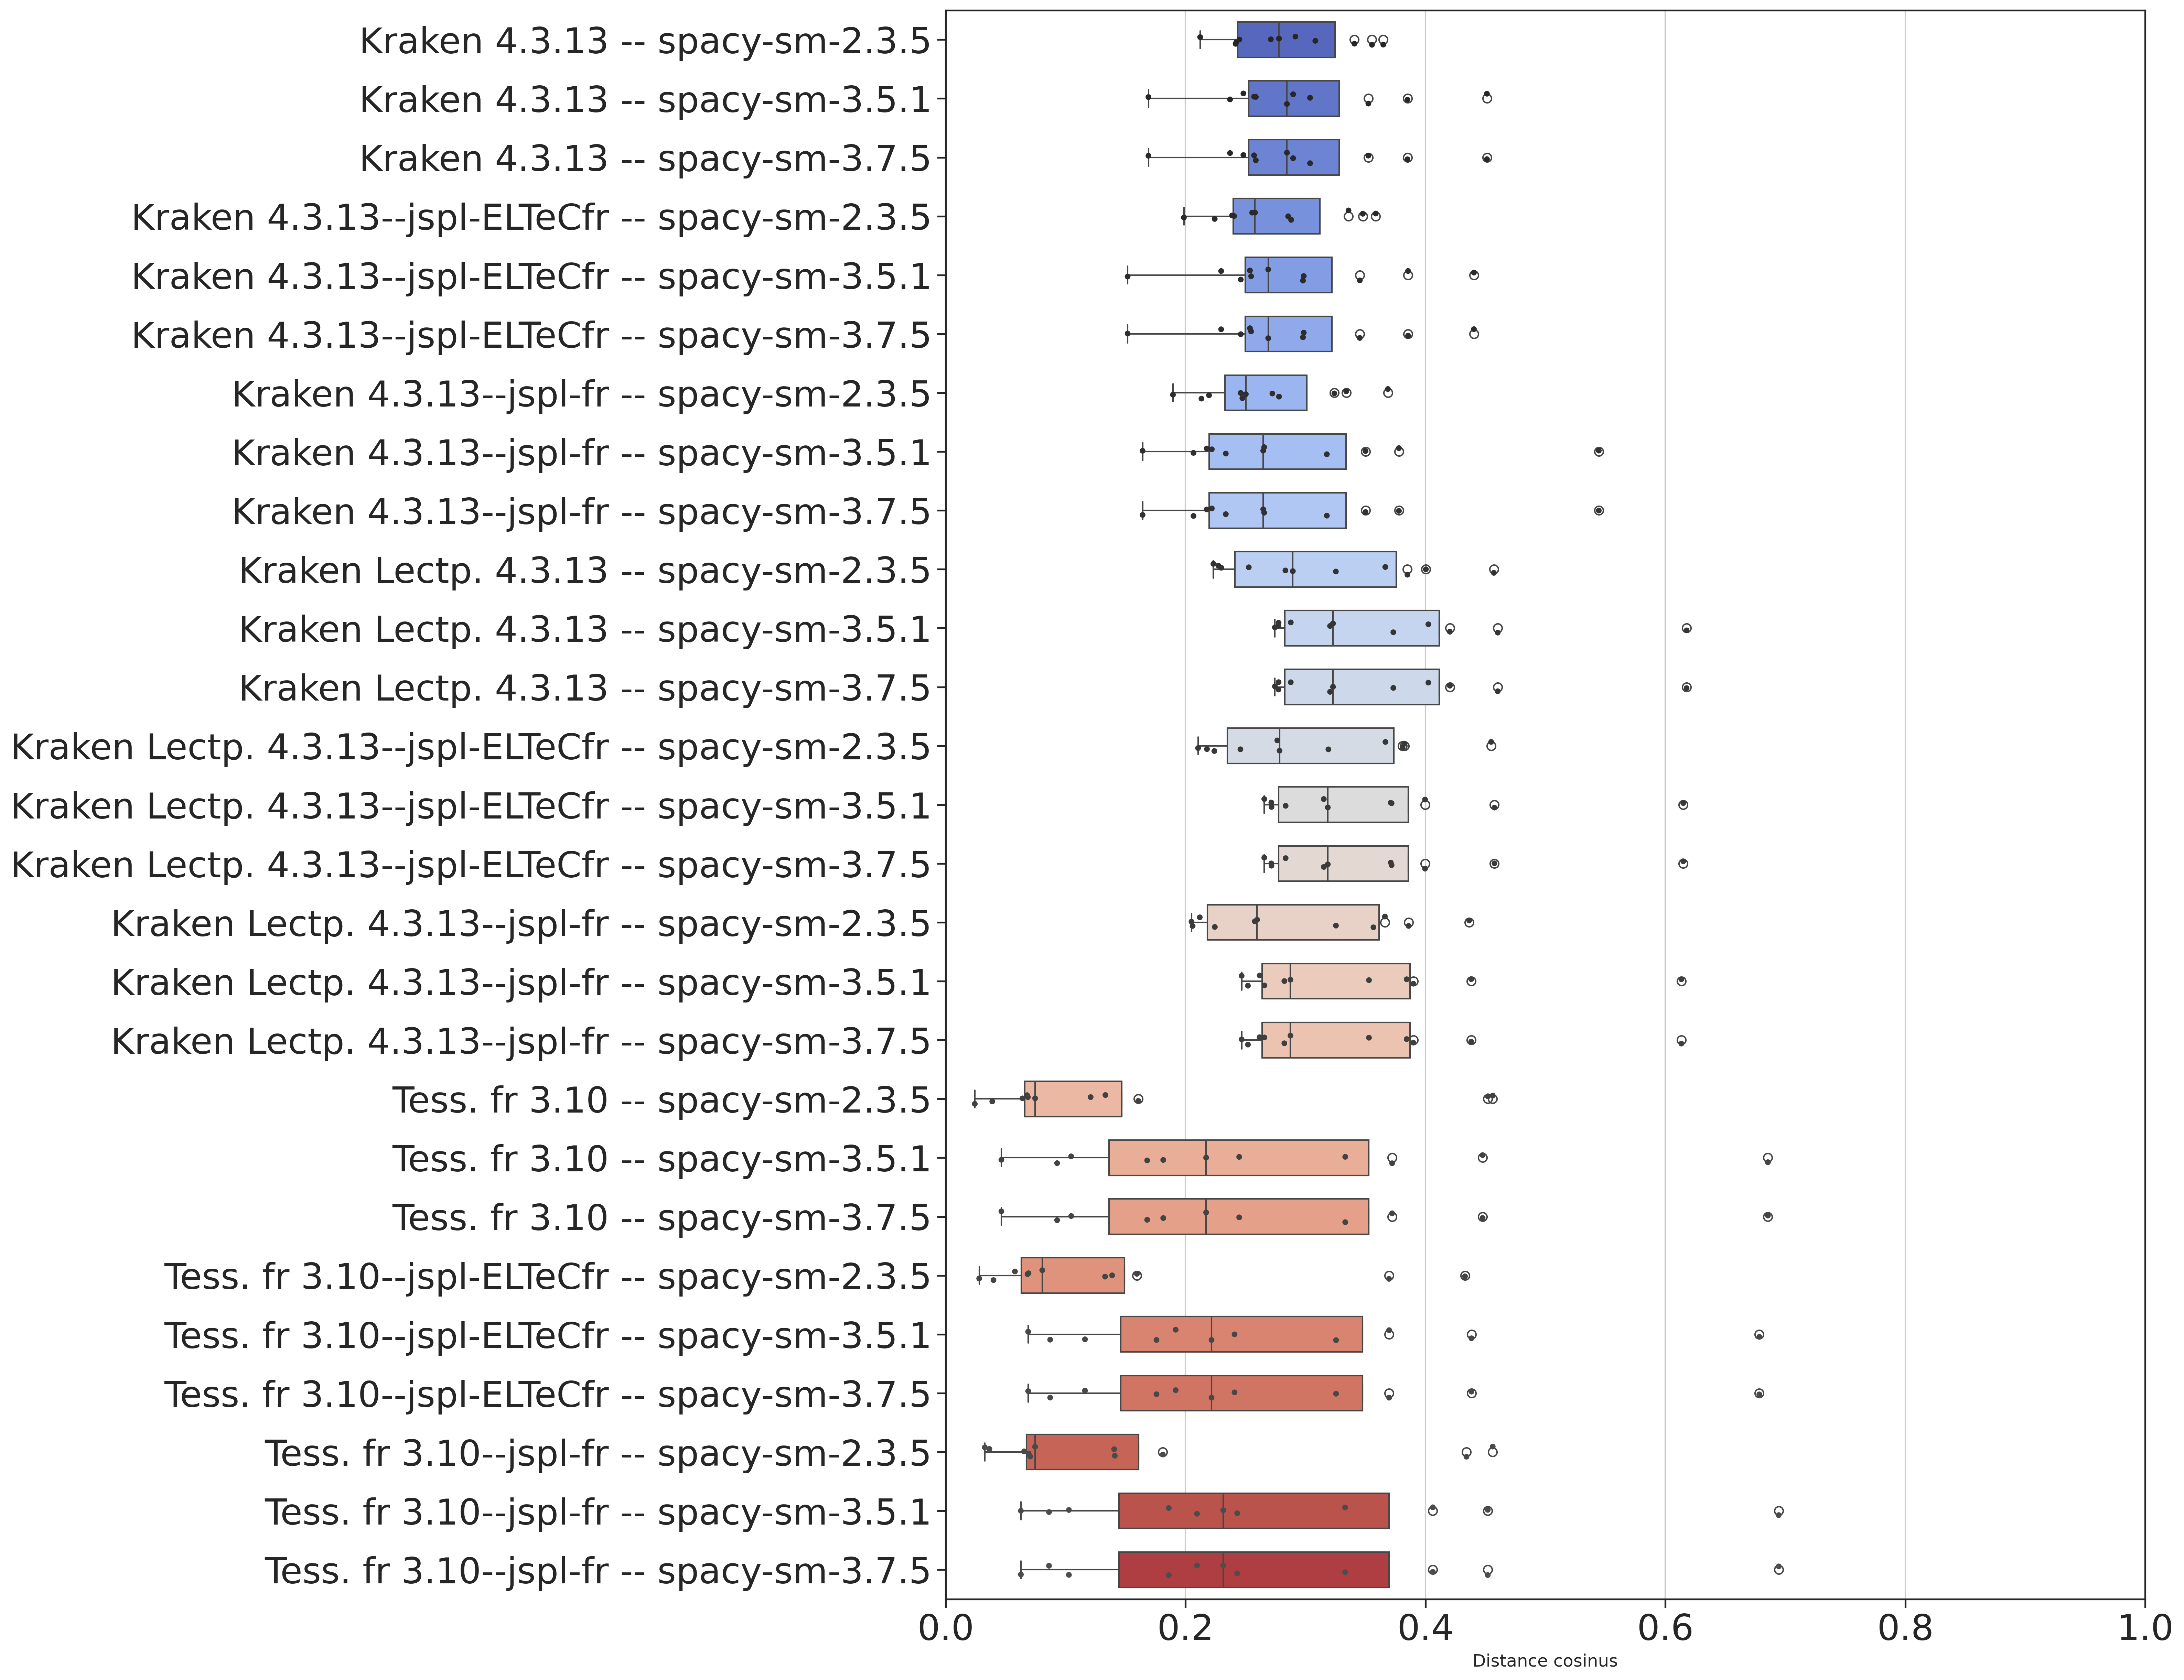 Kraken 4.3.13 -- spacy-sm-2.3.5
Kraken 4.3.13 -- spacy-sm-3.5.1
Kraken 4.3.13 -- spacy-sm-3.7.5
Kraken 4.3.13--jspl-ELTeCfr -- spacy-sm-2.3.5
Kraken 4.3.13--jspl-ELTeCfr -- spacy-sm-3.5.1
Kraken 4.3.13--jspl-ELTeCfr -- spacy-sm-3.7.5
Kraken 4.3.13--jspl-fr -- spacy-sm-2.3.5
Kraken 4.3.13--jspl-fr -- spacy-sm-3.5.1
Kraken 4.3.13--jspl-fr -- spacy-sm-3.7.5
Kraken Lectp. 4.3.13 -- spacy-sm-2.3.5
Kraken Lectp. 4.3.13 -- spacy-sm-3.5.1
Kraken Lectp. 4.3.13 -- spacy-sm-3.7.5
Kraken Lectp. 4.3.13--jspl-ELTeCfr -- spacy-sm-2.3.5
Kraken Lectp. 4.3.13--jspl-ELTeCfr -- spacy-sm-3.5.1
Kraken Lectp. 4.3.13--jspl-ELTeCfr -- spacy-sm-3.7.5
Kraken Lectp. 4.3.13--jspl-fr -- spacy-sm-2.3.5
Kraken Lectp. 4.3.13--jspl-fr -- spacy-sm-3.5.1
Kraken Lectp. 4.3.13--jspl-fr -- spacy-sm-3.7.5
Tess. fr 3.10 -- spacy-sm-2.3.5
Tess. fr 3.10 -- spacy-sm-3.5.1
Tess. fr 3.10 -- spacy-sm-3.7.5
Tess. fr 3.10--jspl-ELTeCfr -- spacy-sm-2.3.5
Tess. fr 3.10--jspl-ELTeCfr -- spacy-sm-3.5.1
Tess. fr 3.10--jspl-ELTeCfr -- spacy-sm-3.7.5
Tess. fr 3.10--jspl-fr -- spacy-sm-2.3.5
Tess. fr 3.10--jspl-fr -- spacy-sm-3.5.1
Tess. fr 3.10--jspl-fr -- spacy-sm-3.7.5
0.0 0.2 0.4 0.6 0.8 1.0
Distance cosinus